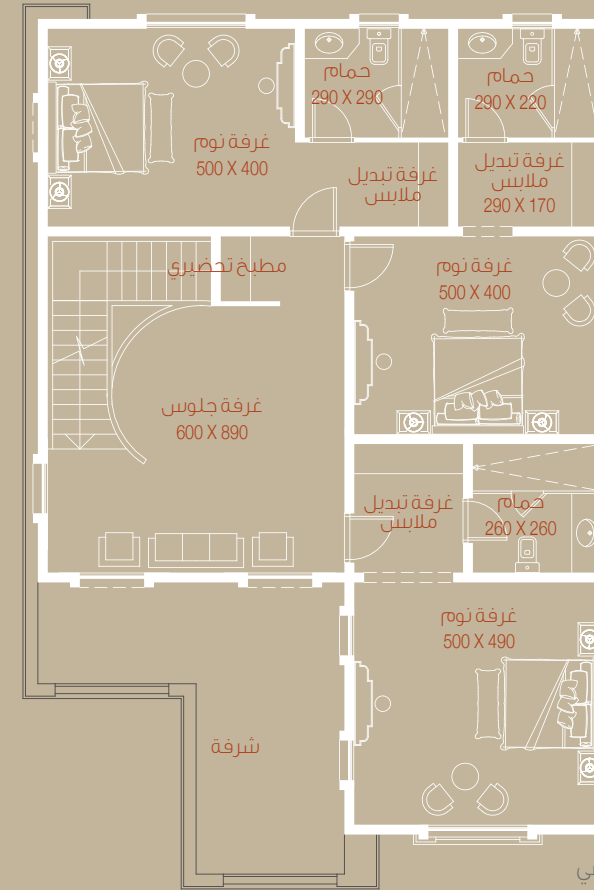 حمام
290 X 290
حمام
290 X 220
غرفة نوم
500 X 400
غرفة تبديل
ملابس
غرفة تبديل
ملابس
290 X 170
مطبخ تحضيري
غرفة نوم
500 X 400
غرفة جلوس
600 X 890
غرفة تبديل
ملابس
حمام
260 X 260
غرفة نوم
500 X 490
شرفة